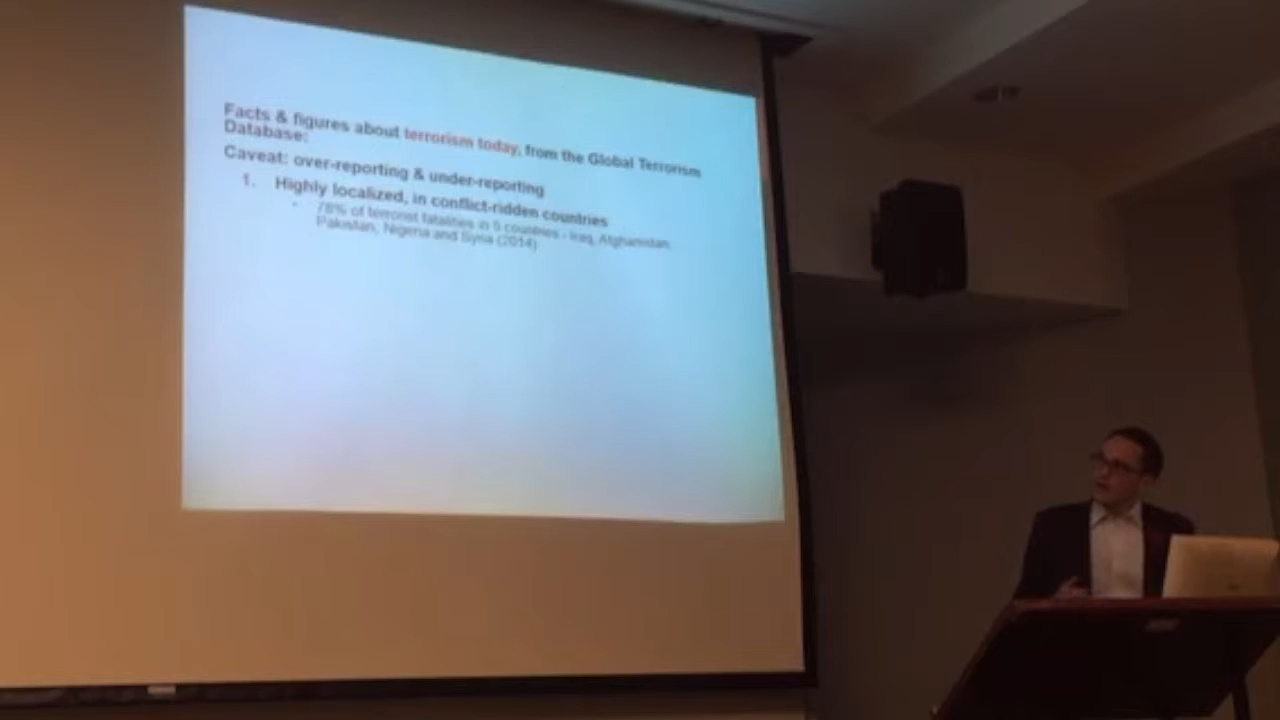 Facts & figures about terrorism today, from the Global Terrorism
Database:
Caveat: over-reporting & under-reporting
1. Highly localized, in conflict-ridden countries
• 78% of terrorist fatalities in 5 countries - Iraq, Afghanistan,
Pakistan, Nigeria and Syria (2014)